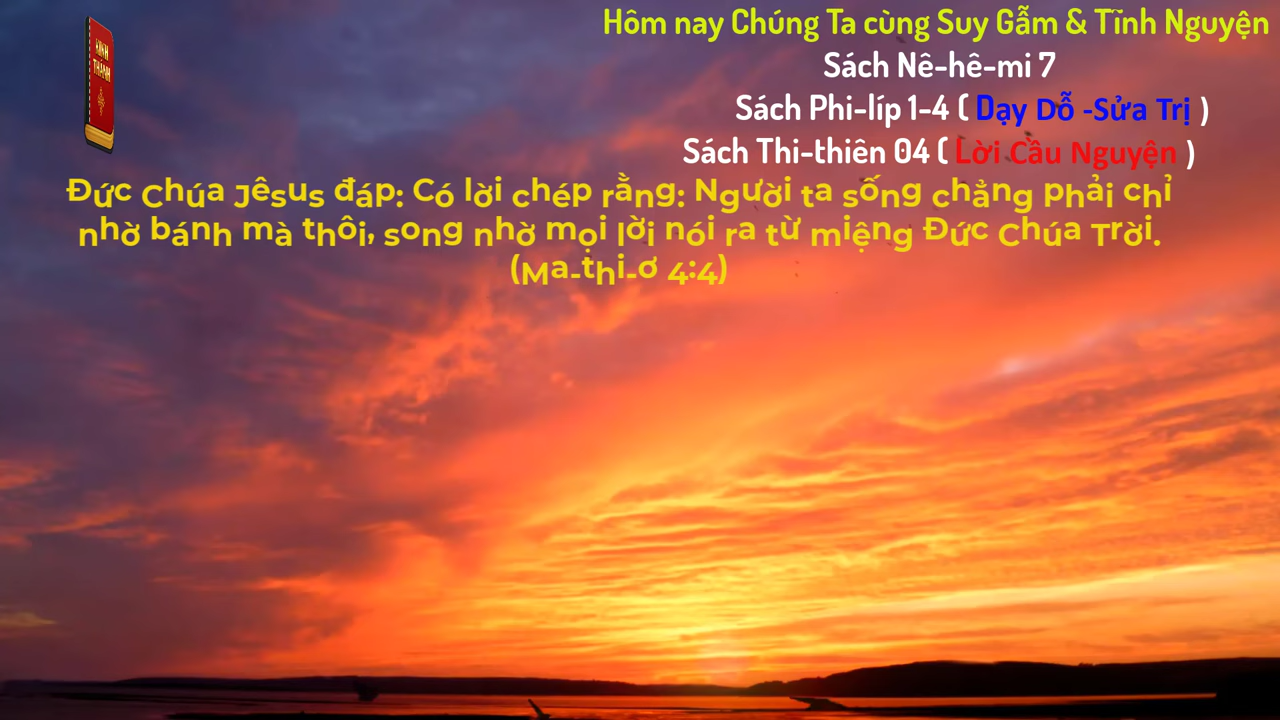 Hôm nay Chúng Ta cùng Suy Gẫm & Tĩnh Nguyện
Sách Nê-hê-mi 7
Sách Phi-líp 1-4 ( Dạy Dỗ -Sửa Trị )
Sách Thi-thiên 04 ( Lời Cầu Nguyện )
KINH
THÁNH
Đức Chúa Jêsus đáp: Có lời chép rằng: Người ta sống chẳng phải chỉ
nhờ bánh mà thôi, song nhờ mọi lời nói ra từ miệng Đức Chúa Trời.
(Ma-thi-ơ 4:4)